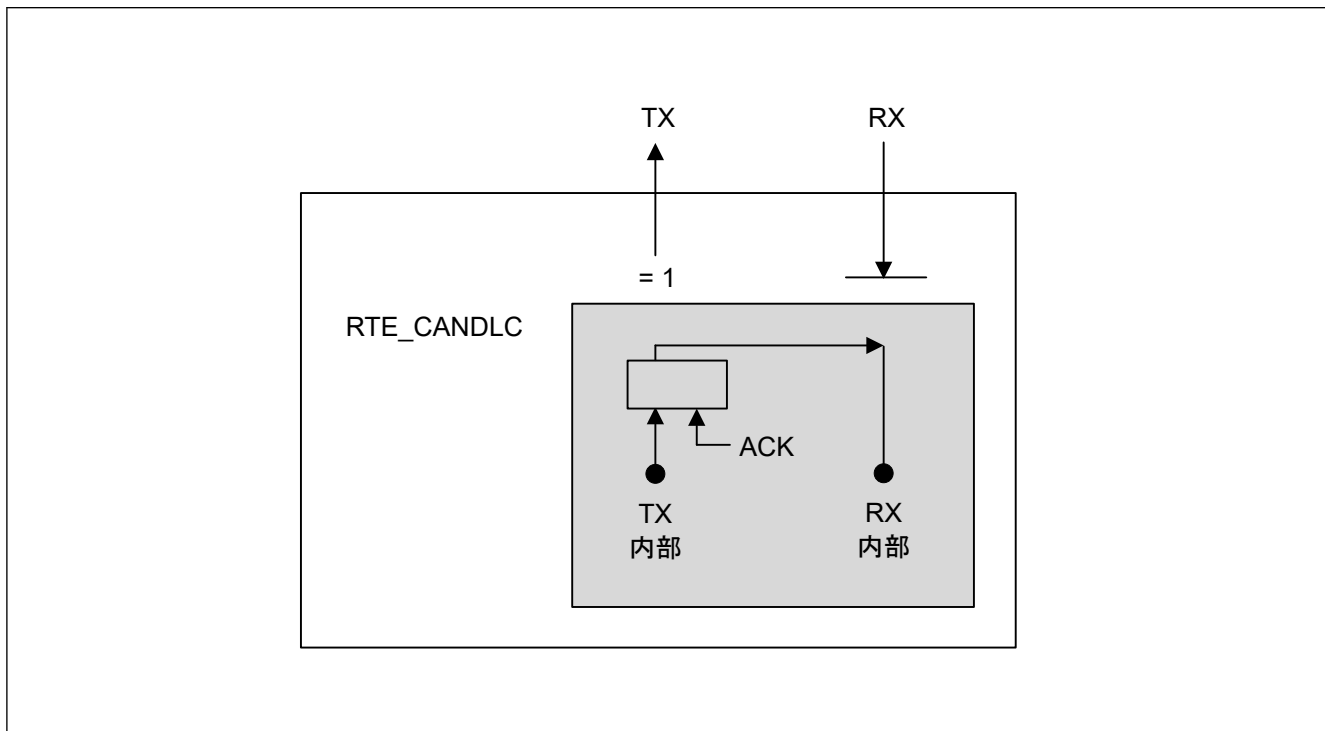 TX
RX
= 1
RTE_CANDLC
ACK
TX
内部
RX
内部